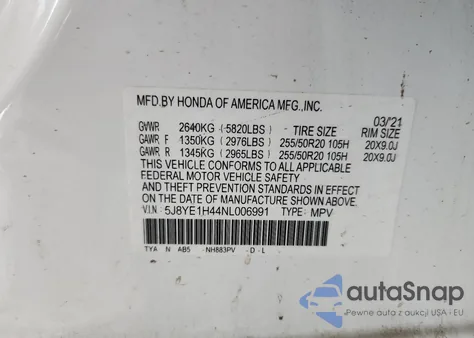 MFD. BY HONDA OF AMERICA MFG., INC.
03/'21
GVWR 2640KG (5820LBS) TIRE SIZE RIM SIZE
GAWR F 1350KG (2976LBS) 255/50R20 105H 20X9.0J
GAWR R 1345KG (2965LBS) 255/50R20 105H 20X9.0J
THIS VEHICLE CONFORMS TO ALL APPLICABLE
FEDERAL MOTOR VEHICLE SAFETY
AND THEFT PREVENTION STANDARDS IN EFFECT
ON THE DATE OF MANUFACTURE SHOWN ABOVE.
V.I.N.: 5J8YE1H44NL006991 TYPE: MPV
TYA N AB5 NH883PV - D - L
autoSnap
Pewne auta z aukcji USA - EU